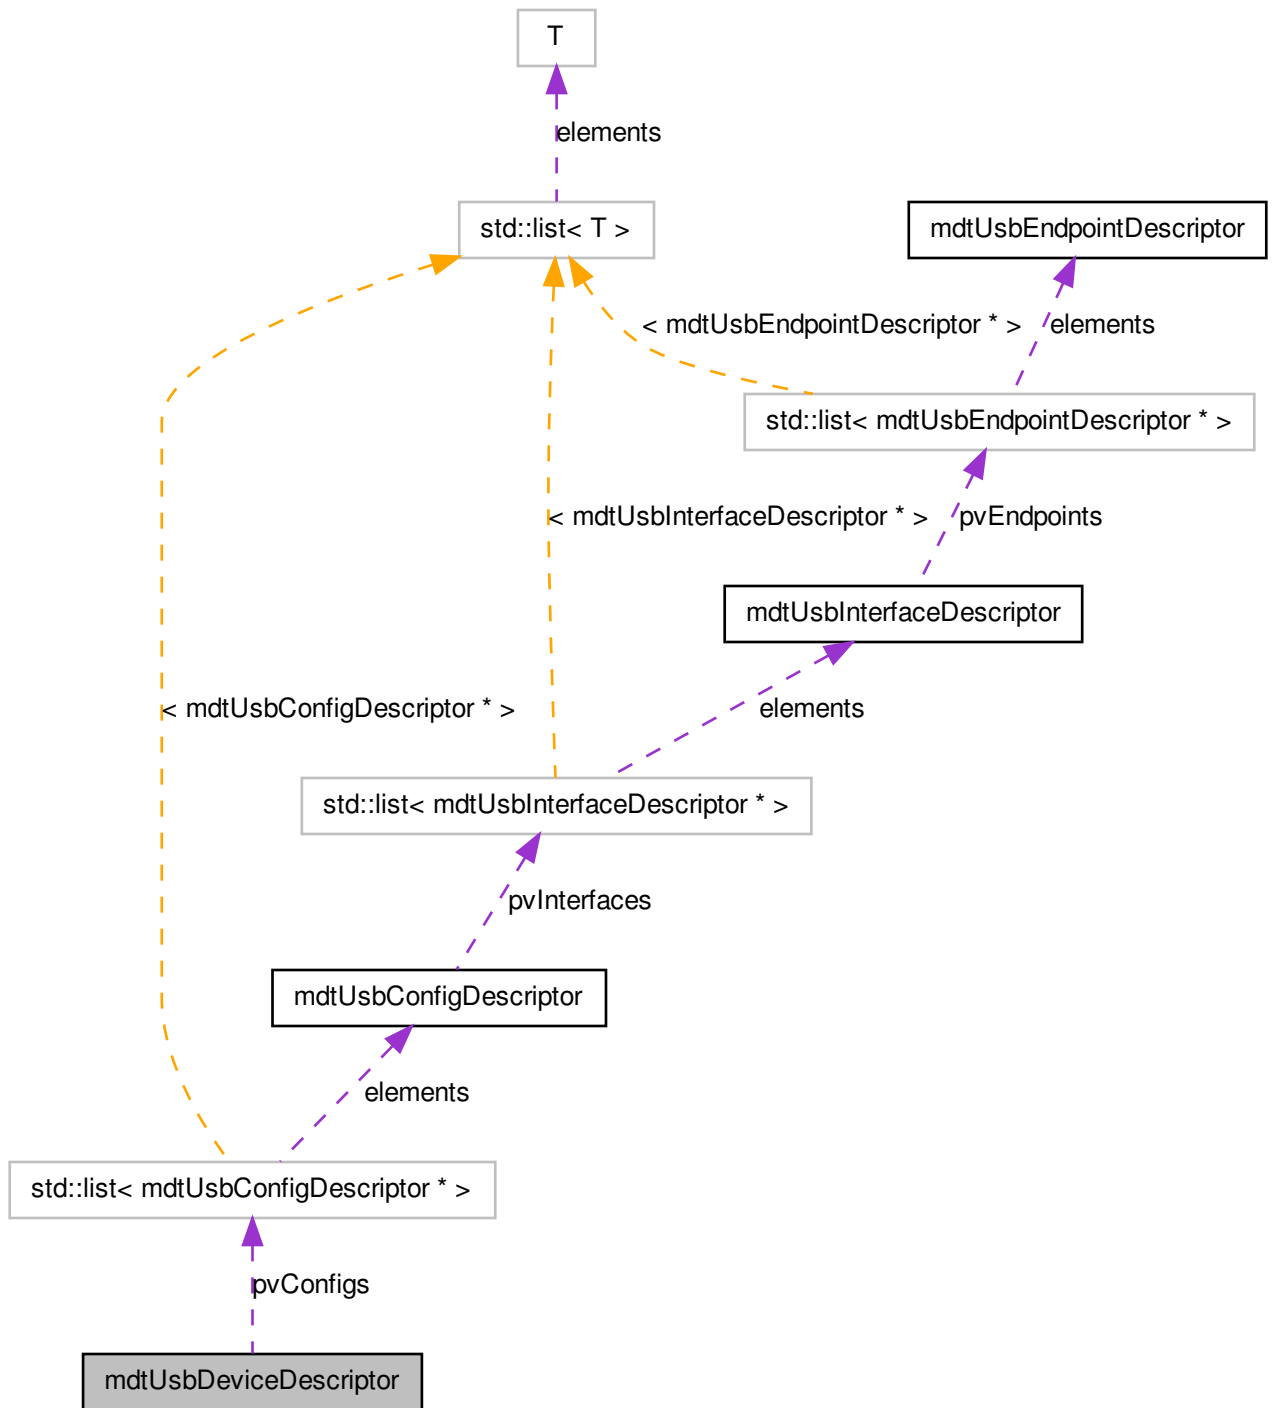 T
elements
std::list< T >
mdtUsbEndpointDescriptor
< mdtUsbEndpointDescriptor * >
elements
std::list< mdtUsbEndpointDescriptor * >
< mdtUsbInterfaceDescriptor * >
pvEndpoints
mdtUsbInterfaceDescriptor
< mdtUsbConfigDescriptor * >
elements
std::list< mdtUsbInterfaceDescriptor * >
pvInterfaces
mdtUsbConfigDescriptor
elements
std::list< mdtUsbConfigDescriptor * >
pvConfigs
mdtUsbDeviceDescriptor